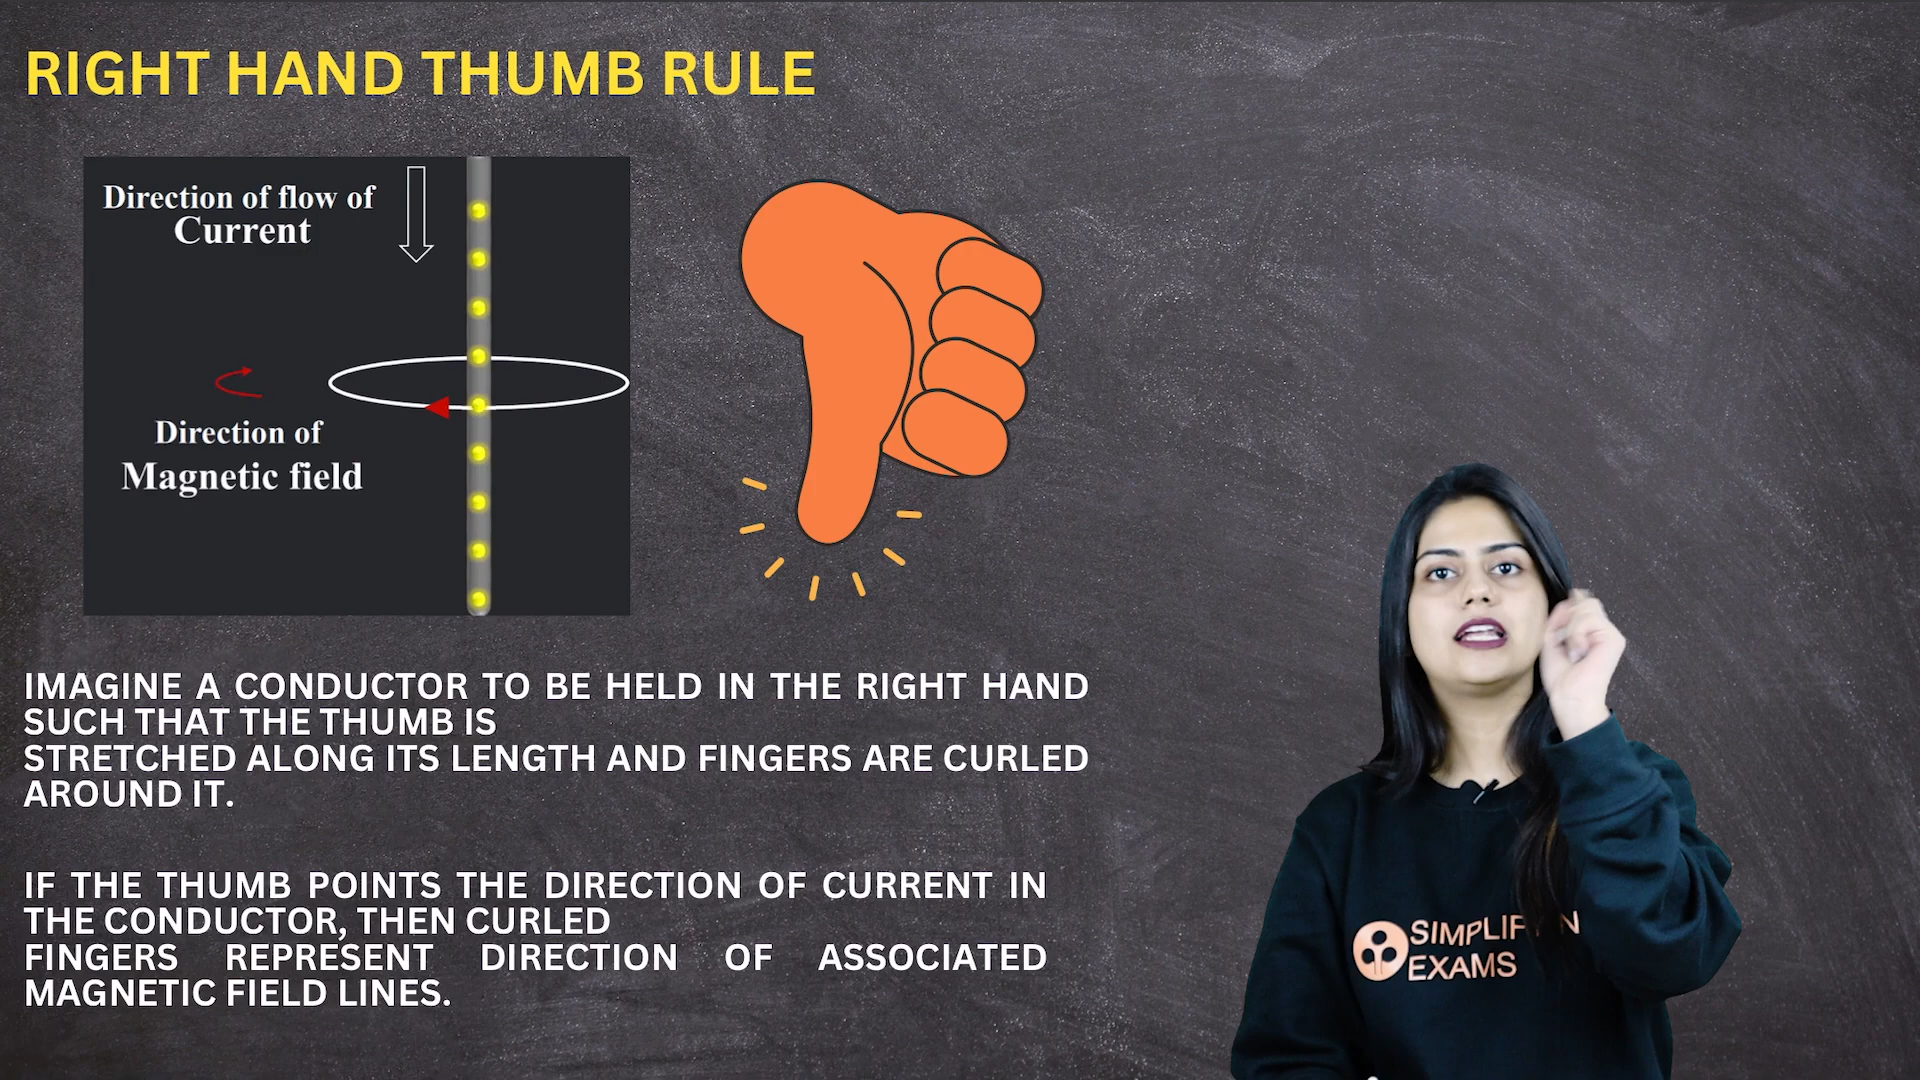 RIGHT HAND THUMB RULE
Direction of flow of
Current
Direction of
Magnetic field
IMAGINE A CONDUCTOR TO BE HELD IN THE RIGHT HAND
SUCH THAT THE THUMB IS
STRETCHED ALONG ITS LENGTH AND FINGERS ARE CURLED
AROUND IT.
IF THE THUMB POINTS THE DIRECTION OF CURRENT IN
THE CONDUCTOR, THEN CURLED
FINGERS REPRESENT DIRECTION OF ASSOCIATED
MAGNETIC FIELD LINES.
EXAMS